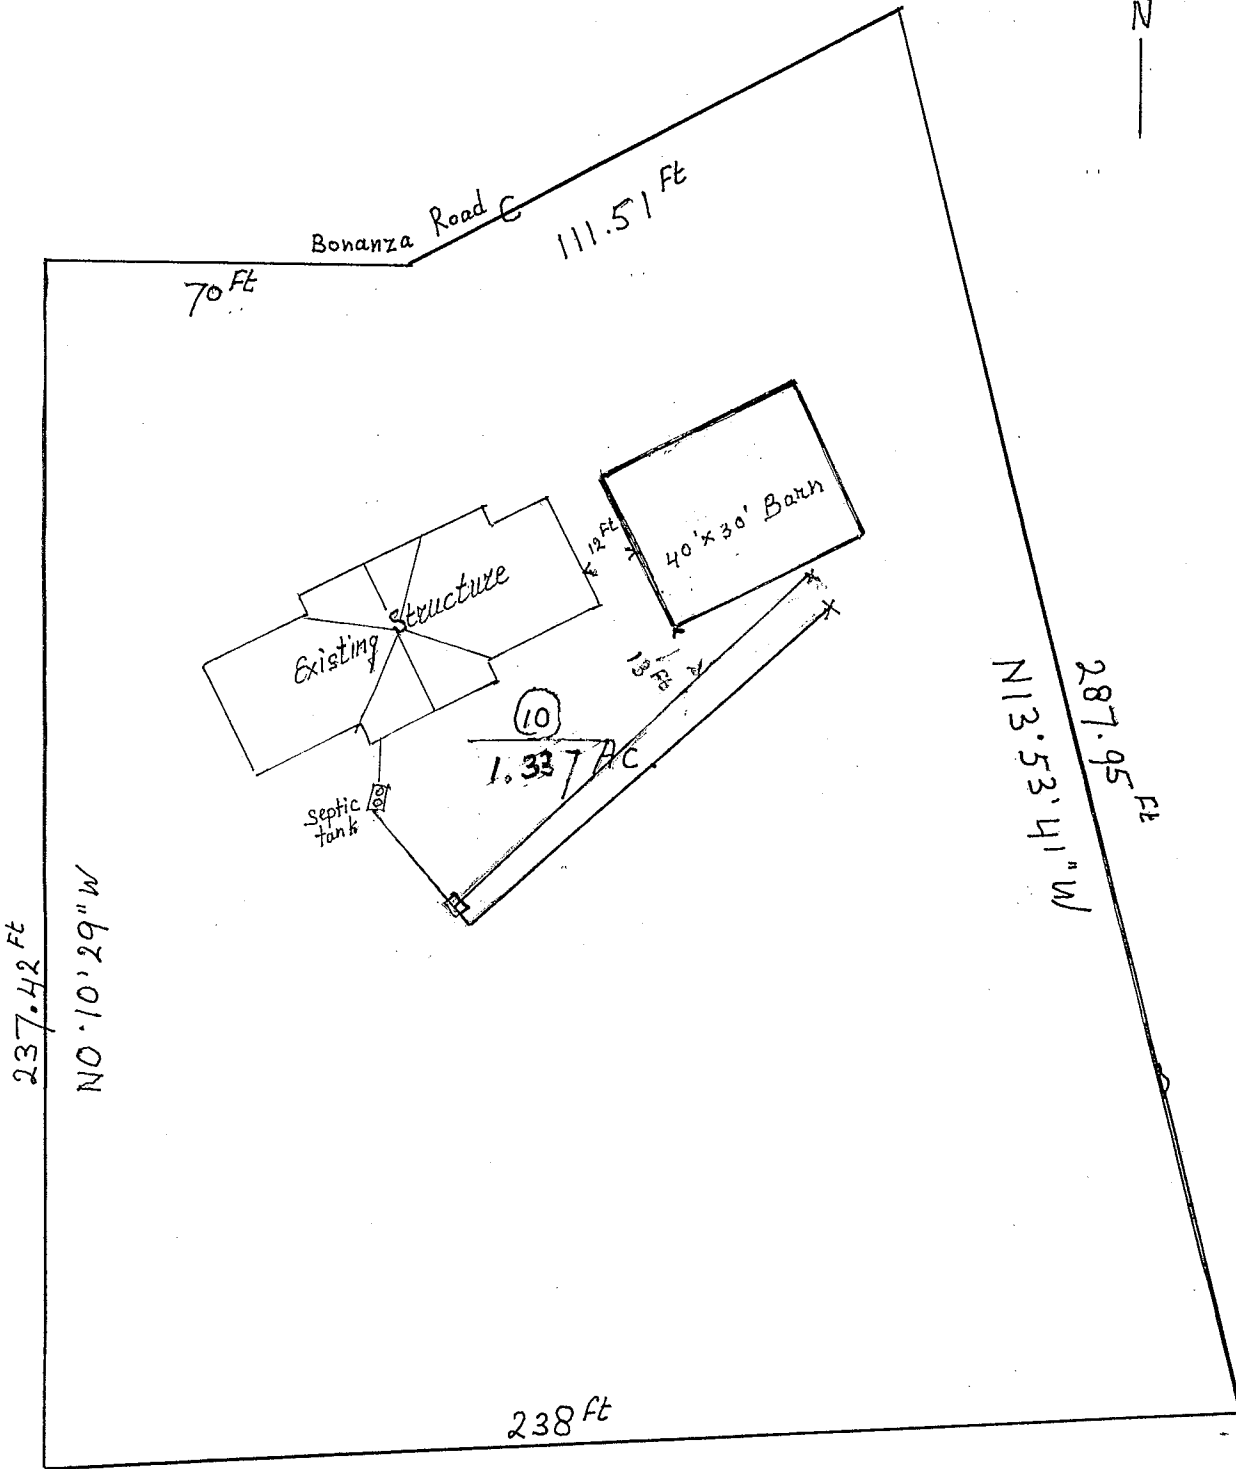 N
Bonanza Road C
111.51 Ft
70 Ft
40'x30' Barn
12 Ft
Existing Structure
13 Ft
10
1.337 AC
septic
tank
287.95 Ft
N13°53'41"W
237.42 Ft
N0°10'29"W
238 Ft